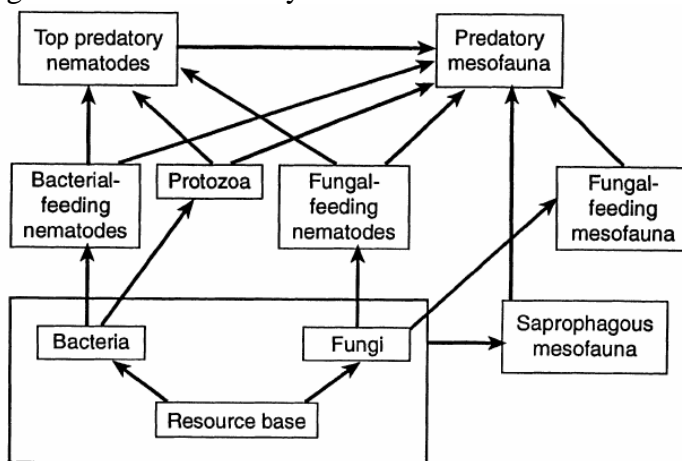 Top predatory
nematodes
Predatory
mesofauna
Bacterial-
feeding
nematodes
Protozoa
Fungal-
feeding
nematodes
Fungal-
feeding
mesofauna
Bacteria
Fungi
Saprophagous
mesofauna
Resource base